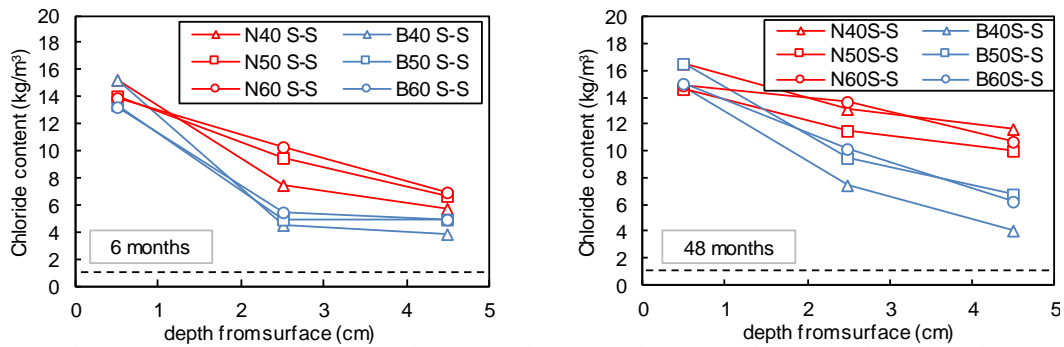 Chloride content (kg/m³)
20
18
16
14
12
10
8
6
4
2
0
N40 S-S B40 S-S
N50 S-S B50 S-S
N60 S-S B60 S-S
6 months
0 1 2 3 4 5
depth fromsurface (cm)
Chloride content (kg/m³)
20
18
16
14
12
10
8
6
4
2
0
N40S-S B40S-S
N50S-S B50S-S
N60S-S B60S-S
48 months
0 1 2 3 4 5
depth fromsurface (cm)